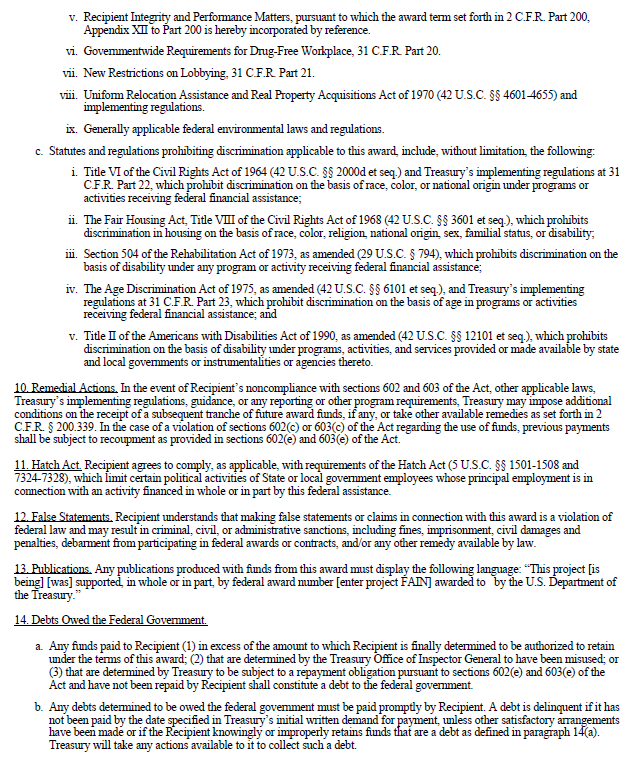 v. Recipient Integrity and Performance Matters, pursuant to which the award term set forth in 2 C.F.R. Part 200,
Appendix XII to Part 200 is hereby incorporated by reference.
vi. Governmentwide Requirements for Drug-Free Workplace, 31 C.F.R. Part 20.
vii. New Restrictions on Lobbying, 31 C.F.R. Part 21.
viii. Uniform Relocation Assistance and Real Property Acquisitions Act of 1970 (42 U.S.C. §§ 4601-4655) and
implementing regulations.
ix. Generally applicable federal environmental laws and regulations.
c. Statutes and regulations prohibiting discrimination applicable to this award, include, without limitation, the following:
i. Title VI of the Civil Rights Act of 1964 (42 U.S.C. §§ 2000d et seq.) and Treasury's implementing regulations at 31
C.F.R. Part 22, which prohibit discrimination on the basis of race, color, or national origin under programs or
activities receiving federal financial assistance;
ii. The Fair Housing Act, Title VIII of the Civil Rights Act of 1968 (42 U.S.C. §§ 3601 et seq.), which prohibits
discrimination in housing on the basis of race, color, religion, national origin, sex, familial status, or disability;
iii. Section 504 of the Rehabilitation Act of 1973, as amended (29 U.S.C. § 794), which prohibits discrimination on the
basis of disability under any program or activity receiving federal financial assistance;
iv. The Age Discrimination Act of 1975, as amended (42 U.S.C. §§ 6101 et seq.), and Treasury's implementing
regulations at 31 C.F.R. Part 23, which prohibit discrimination on the basis of age in programs or activities
receiving federal financial assistance; and
v. Title II of the Americans with Disabilities Act of 1990, as amended (42 U.S.C. §§ 12101 et seq.), which prohibits
discrimination on the basis of disability under programs, activities, and services provided or made available by state
and local governments or instrumentalities or agencies thereto.
10. Remedial Actions. In the event of Recipient's noncompliance with sections 602 and 603 of the Act, other applicable laws,
Treasury's implementing regulations, guidance, or any reporting or other program requirements, Treasury may impose additional
conditions on the receipt of a subsequent tranche of future award funds, if any, or take other available remedies as set forth in 2
C.F.R. § 200.339. In the case of a violation of sections 602(c) or 603(c) of the Act regarding the use of funds, previous payments
shall be subject to recoupment as provided in sections 602(e) and 603(e) of the Act.
11. Hatch Act. Recipient agrees to comply, as applicable, with requirements of the Hatch Act (5 U.S.C. §§ 1501-1508 and
7324-7328), which limit certain political activities of State or local government employees whose principal employment is in
connection with an activity financed in whole or in part by this federal assistance.
12. False Statements. Recipient understands that making false statements or claims in connection with this award is a violation of
federal law and may result in criminal, civil, or administrative sanctions, including fines, imprisonment, civil damages and
penalties, debarment from participating in federal awards or contracts, and/or any other remedy available by law.
13. Publications. Any publications produced with funds from this award must display the following language: "This project [is
being] [was] supported, in whole or in part, by federal award number [enter project FAIN] awarded to by the U.S. Department of
the Treasury."
14. Debts Owed the Federal Government.
a. Any funds paid to Recipient (1) in excess of the amount to which Recipient is finally determined to be authorized to retain
under the terms of this award; (2) that are determined by the Treasury Office of Inspector General to have been misused; or
(3) that are determined by Treasury to be subject to a repayment obligation pursuant to sections 602(e) and 603(e) of the
Act and have not been repaid by Recipient shall constitute a debt to the federal government.
b. Any debts determined to be owed the federal government must be paid promptly by Recipient. A debt is delinquent if it has
not been paid by the date specified in Treasury's initial written demand for payment, unless other satisfactory arrangements
have been made or if the Recipient knowingly or improperly retains funds that are a debt as defined in paragraph 14(a).
Treasury will take any actions available to it to collect such a debt.